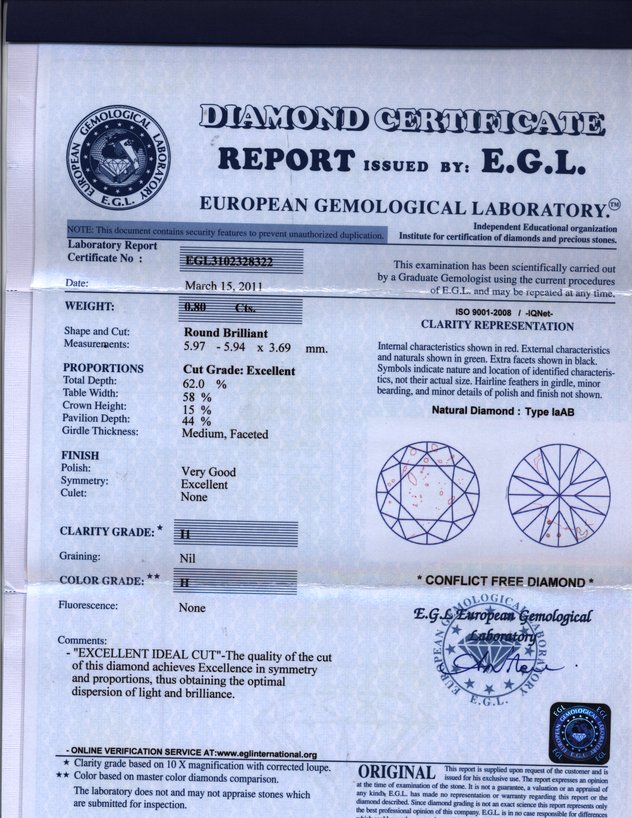 DIAMOND CERTIFICATE
REPORT ISSUED BY: E.G.L.
EUROPEAN GEMOLOGICAL LABORATORY.™
EUROPEAN GEMOLOGICAL LABORATORY
E.G.L.
Independent Educational organization
Institute for certification of diamonds and precious stones.
NOTE: This document contains security features to prevent unauthorized duplication.
Laboratory Report
Certificate No : EGL3102328322
Date: March 15, 2011
WEIGHT: 0.80 Cts.
Shape and Cut: Round Brilliant
Measurements: 5.97 - 5.94 x 3.69 mm.
PROPORTIONS Cut Grade: Excellent
Total Depth: 62.0 %
Table Width: 58 %
Crown Height: 15 %
Pavilion Depth: 44 %
Girdle Thickness: Medium, Faceted
FINISH
Polish: Very Good
Symmetry: Excellent
Culet: None
CLARITY GRADE: * I1
Graining: Nil
COLOR GRADE: ** H
Fluorescence: None
Comments:
- "EXCELLENT IDEAL CUT"-The quality of the cut
of this diamond achieves Excellence in symmetry
and proportions, thus obtaining the optimal
dispersion of light and brilliance.
- ONLINE VERIFICATION SERVICE AT:www.eglinternational.org
★ Clarity grade based on 10 X magnification with corrected loupe.
★★ Color based on master color diamonds comparison.
The laboratory does not and may not appraise stones which
are submitted for inspection.
This examination has been scientifically carried out
by a Graduate Gemologist using the current procedures
of E.G.L. and may be repeated at any time.
ISO 9001-2008 / -IQNet-
CLARITY REPRESENTATION
Internal characteristics shown in red. External characteristics
and naturals shown in green. Extra facets shown in black.
Symbols indicate nature and location of identified characteris-
tics, not their actual size. Hairline feathers in girdle, minor
bearding, and minor details of polish and finish not shown.
Natural Diamond : Type IaAB
* CONFLICT FREE DIAMOND *
E.G.L European Gemological
Laboratory
EUROPEAN GEMOLOGICAL LABORATORY
E.G.L.
EGL EGL
ORIGINAL This report is supplied upon request of the customer and is
issued for his exclusive use. The report expresses an opinion
at the time of examination of the stone. It is not a guarantee, a valuation or an appraisal of
any kind. E.G.L. has made no representation or warranty regarding this report or the
diamond described. Since diamond grading is not an exact science this report represents only
the best professional opinion of this company. E.G.L. is in no case responsible for differences